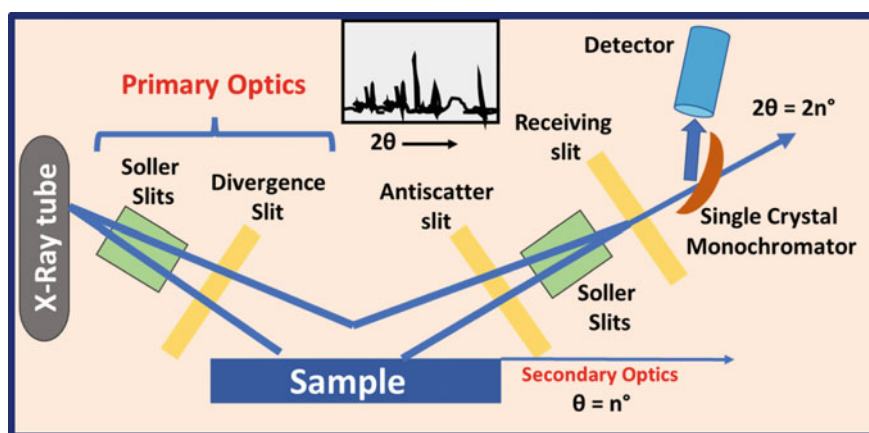 Primary Optics
X-Ray tube
Soller
Slits
Divergence
Slit
2θ
Antiscatter
slit
Receiving
slit
Detector
2θ = 2n°
Single Crystal
Monochromator
Soller
Slits
Sample
Secondary Optics
θ = n°